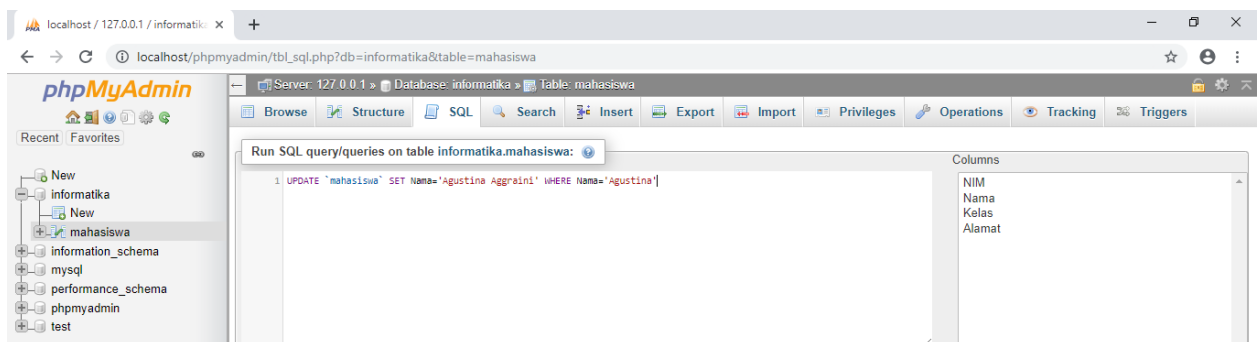 localhost / 127.0.0.1 / informatika
localhost/phpmyadmin/tbl_sql.php?db=informatika&table=mahasiswa
phpMyAdmin
Recent Favorites
New
informatika
New
mahasiswa
information_schema
mysql
performance_schema
phpmyadmin
test
Server: 127.0.0.1 » Database: informatika » Table: mahasiswa
Browse Structure SQL Search Insert Export Import Privileges Operations Tracking Triggers
Run SQL query/queries on table informatika.mahasiswa:
1 UPDATE `mahasiswa` SET Nama='Agustina Aggraini' WHERE Nama='Agustina'
Columns
NIM
Nama
Kelas
Alamat